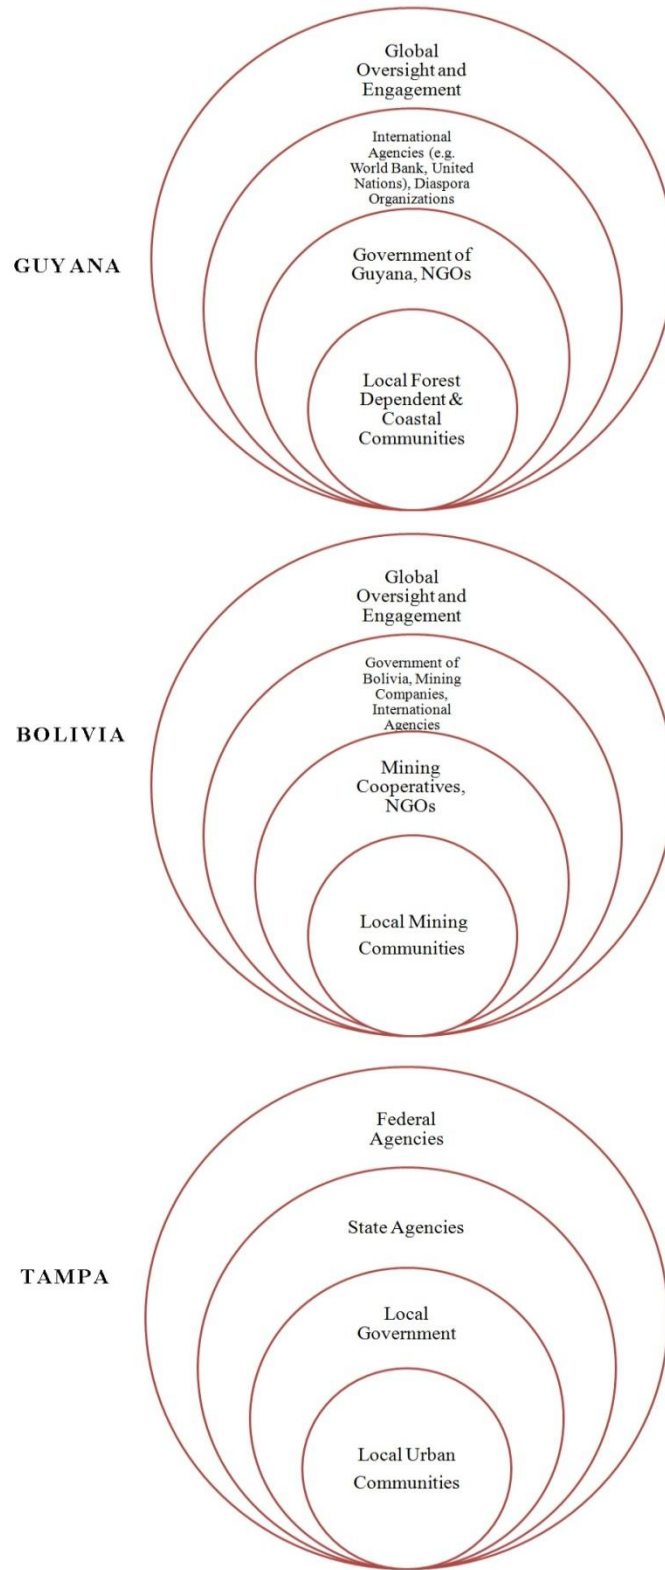 Global
Oversight and
Engagement
International
Agencies (e.g.
World Bank, United
Nations), Diaspora
Organizations
GUYANA
Government of
Guyana, NGOs
Local Forest
Dependent &
Coastal
Communities
Global
Oversight and
Engagement
Government of
Bolivia, Mining
Companies,
International
Agencies
BOLIVIA
Mining
Cooperatives,
NGOs
Local Mining
Communities
Federal
Agencies
State Agencies
TAMPA
Local
Government
Local Urban
Communities